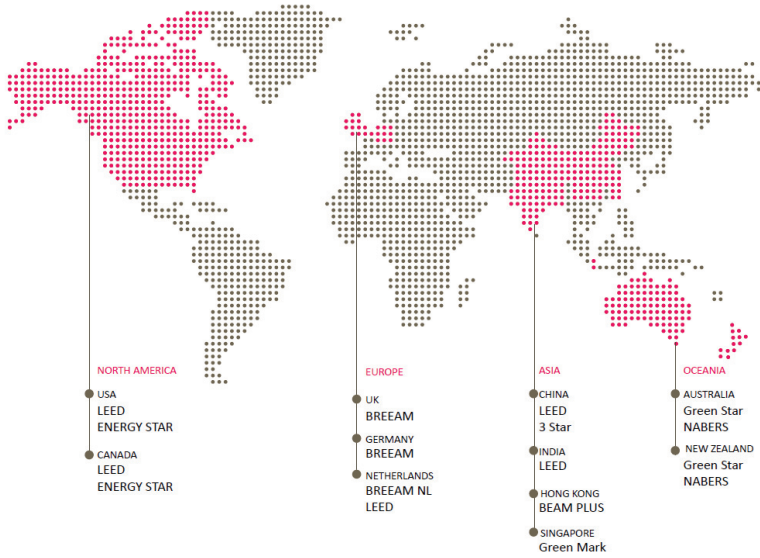 NORTH AMERICA
USA
LEED
ENERGY STAR
CANADA
LEED
ENERGY STAR
EUROPE
UK
BREEAM
GERMANY
BREEAM
NETHERLANDS
BREEAM NL
LEED
ASIA
CHINA
LEED
3 Star
INDIA
LEED
HONG KONG
BEAM PLUS
SINGAPORE
Green Mark
OCEANIA
AUSTRALIA
Green Star
NABERS
NEW ZEALAND
Green Star
NABERS